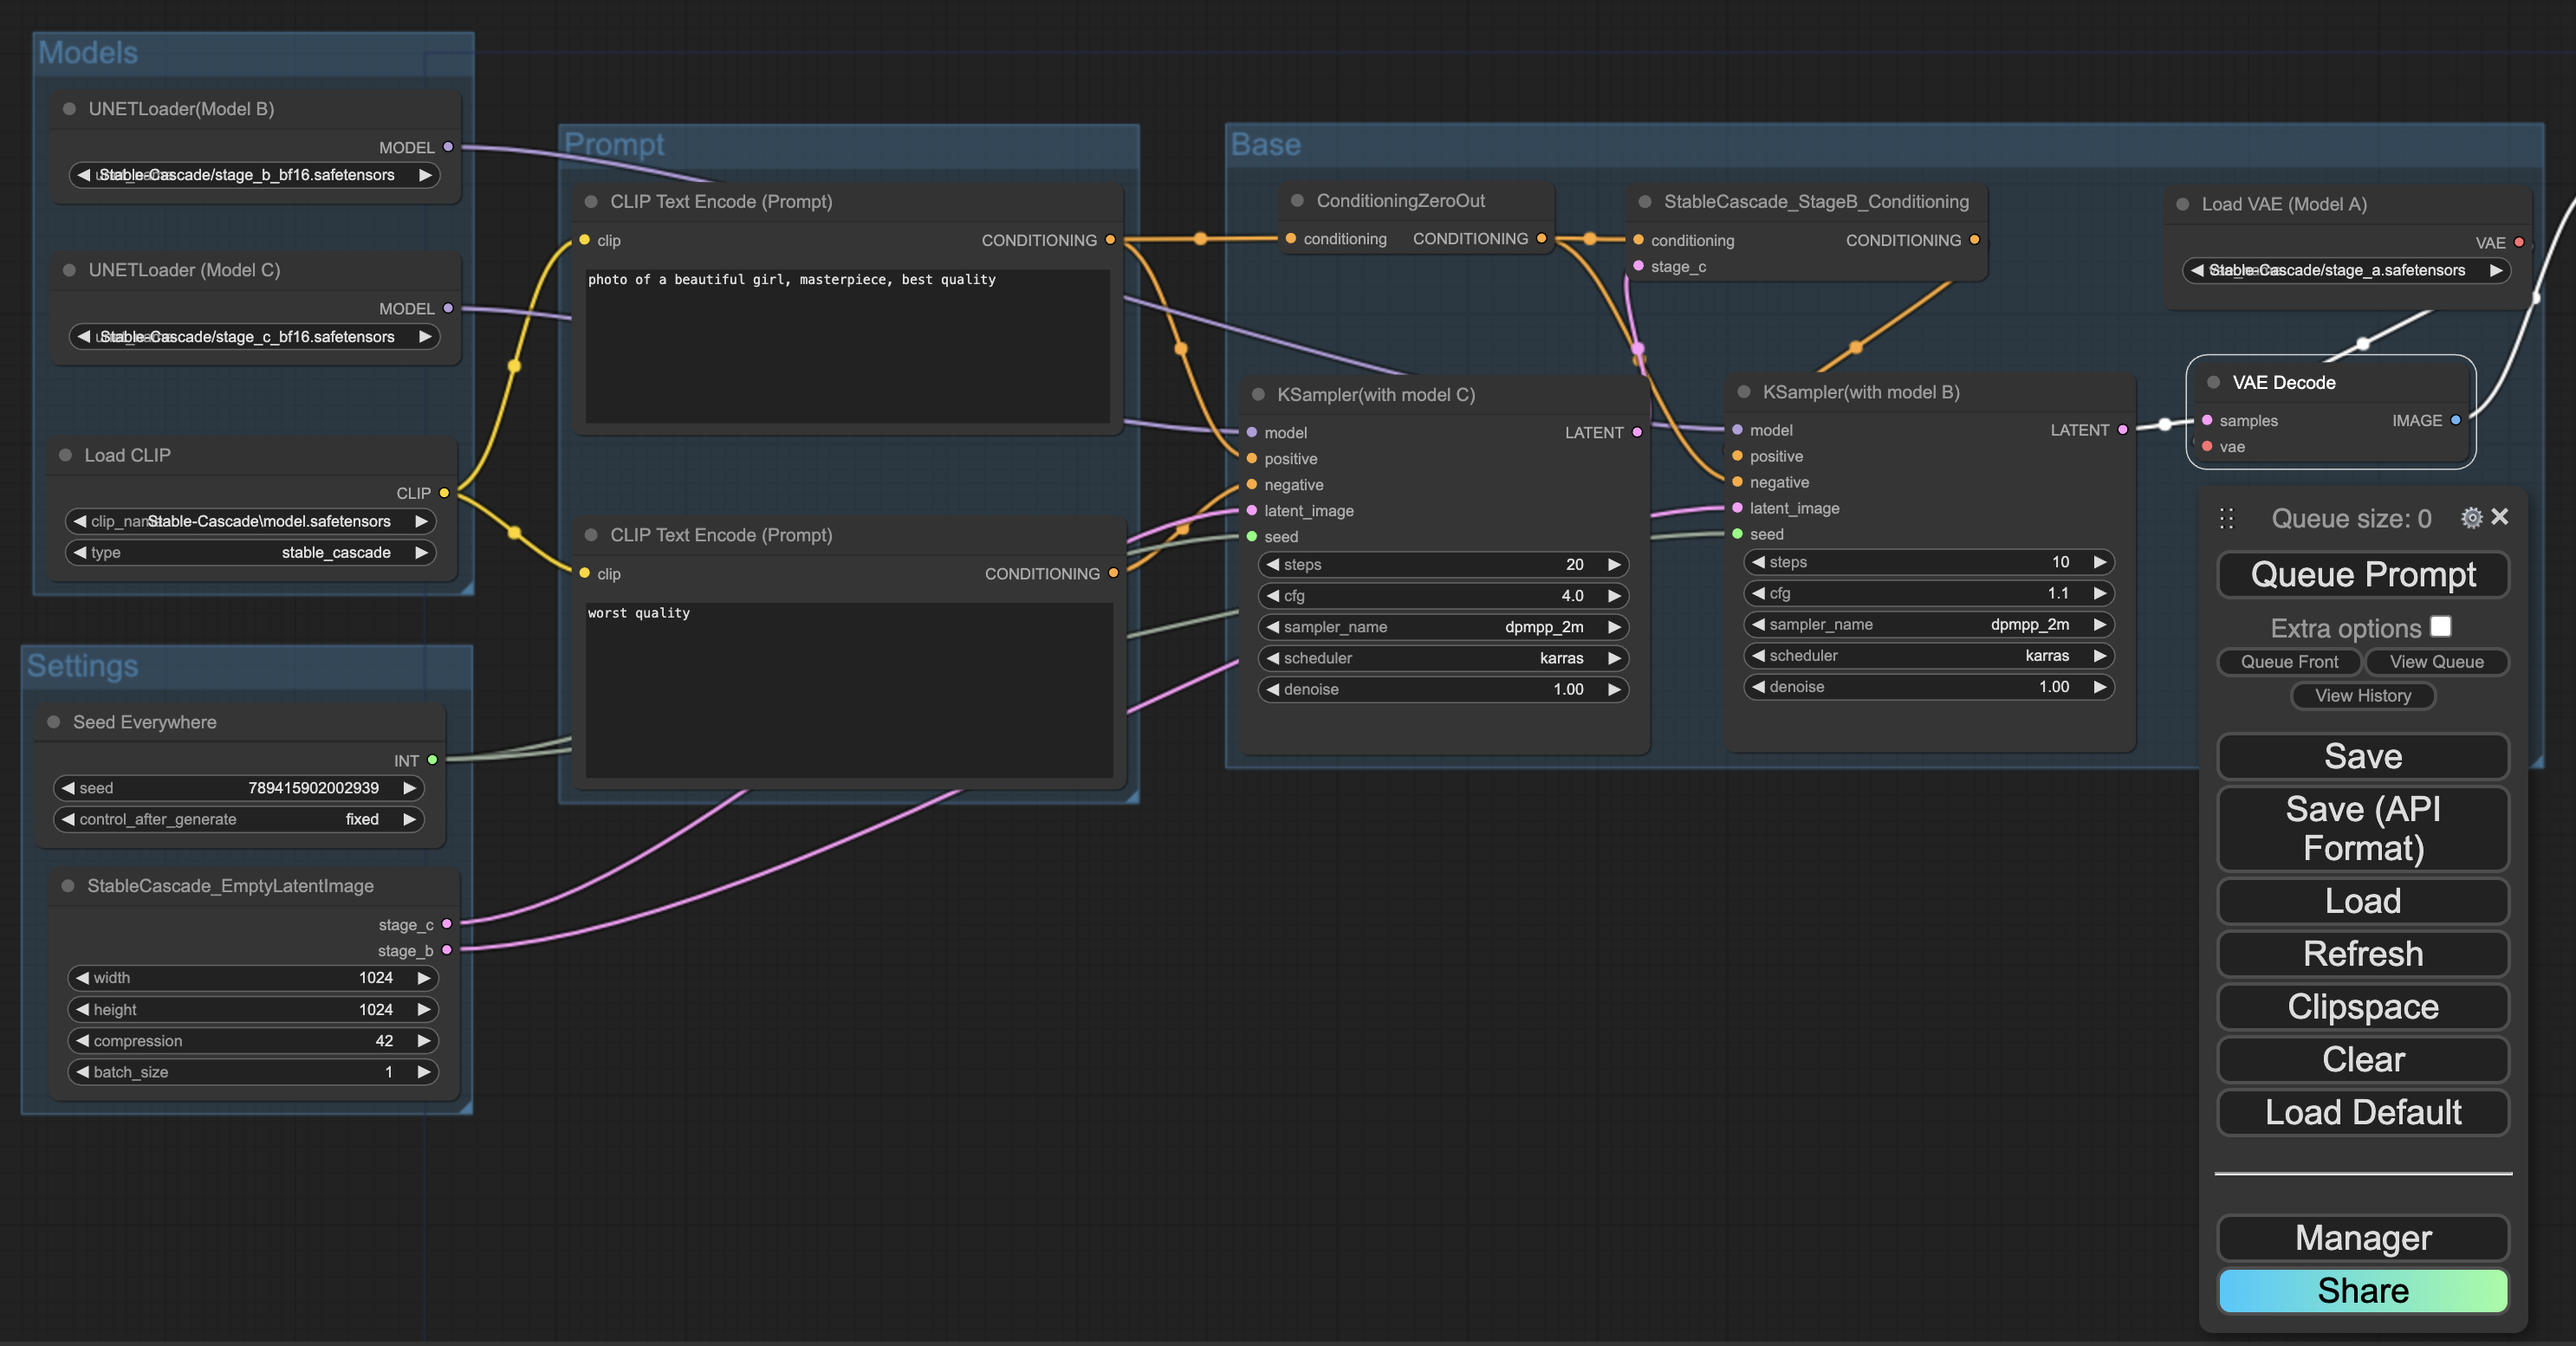 Models
UNETLoader(Model B)
MODEL
Stable-Cascade/stage_b_bf16.safetensors
UNETLoader (Model C)
MODEL
Stable-Cascade/stage_c_bf16.safetensors
Load CLIP
CLIP
clip_name Stable-Cascade\model.safetensors
type stable_cascade
Settings
Seed Everywhere
INT
seed 789415902002939
control_after_generate fixed
StableCascade_EmptyLatentImage
stage_c
stage_b
width 1024
height 1024
compression 42
batch_size 1
Prompt
CLIP Text Encode (Prompt)
clip CONDITIONING
photo of a beautiful girl, masterpiece, best quality
CLIP Text Encode (Prompt)
clip CONDITIONING
worst quality
Base
ConditioningZeroOut
conditioning CONDITIONING
StableCascade_StageB_Conditioning
conditioning CONDITIONING
stage_c
KSampler(with model C)
model LATENT
positive
negative
latent_image
seed
steps 20
cfg 4.0
sampler_name dpmpp_2m
scheduler karras
denoise 1.00
KSampler(with model B)
model LATENT
positive
negative
latent_image
seed
steps 10
cfg 1.1
sampler_name dpmpp_2m
scheduler karras
denoise 1.00
Load VAE (Model A)
VAE
Stable-Cascade/stage_a.safetensors
VAE Decode
samples IMAGE
vae
Queue size: 0
Queue Prompt
Extra options
Queue Front View Queue
View History
Save
Save (API
Format)
Load
Refresh
Clipspace
Clear
Load Default
Manager
Share